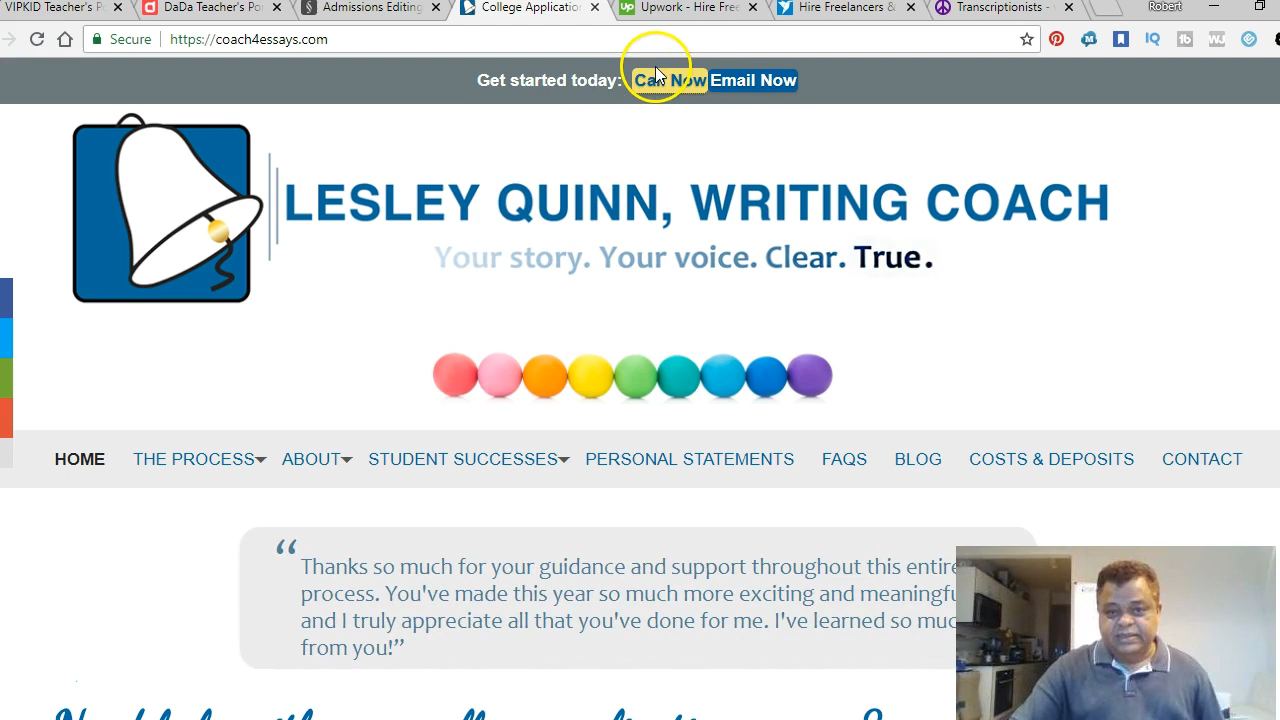 VIPKID Teacher's Po
DaDa Teacher's Por
Admissions Editing
College Application
Upwork - Hire Free
Hire Freelancers &
Transcriptionists -
Robert
Secure
https://coach4essays.com
Get started today: Call Now Email Now
LESLEY QUINN, WRITING COACH
Your story. Your voice. Clear. True.
HOME THE PROCESS ABOUT STUDENT SUCCESSES PERSONAL STATEMENTS FAQS BLOG COSTS & DEPOSITS CONTACT
“
Thanks so much for your guidance and support throughout this entire
process. You've made this year so much more exciting and meaningfu
and I truly appreciate all that you've done for me. I've learned so muc
from you!”